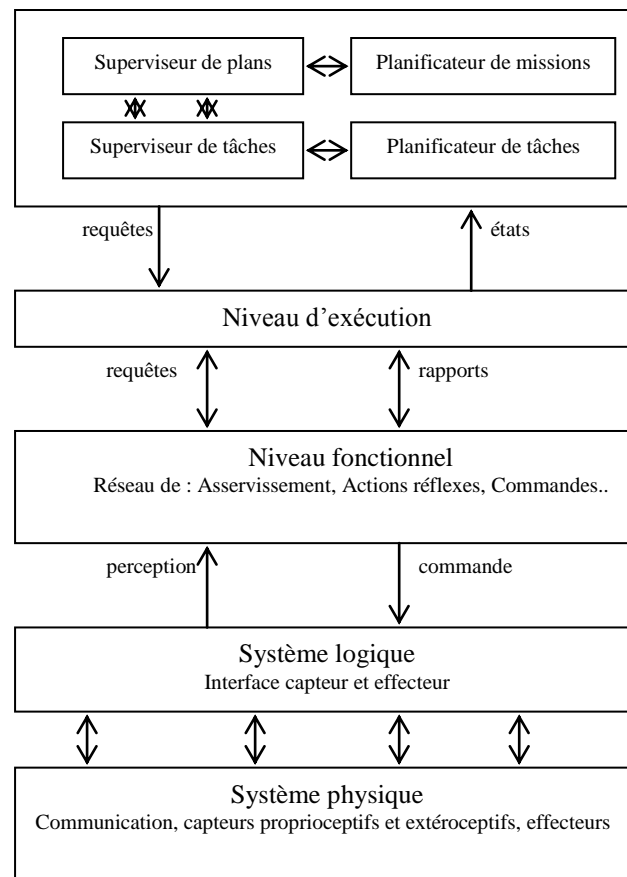 Superviseur de plans
Planificateur de missions
Superviseur de tâches
Planificateur de tâches
requêtes
états
Niveau d’exécution
requêtes
rapports
Niveau fonctionnel
Réseau de : Asservissement, Actions réflexes, Commandes..
perception
commande
Système logique
Interface capteur et effecteur
Système physique
Communication, capteurs proprioceptifs et extéroceptifs, effecteurs